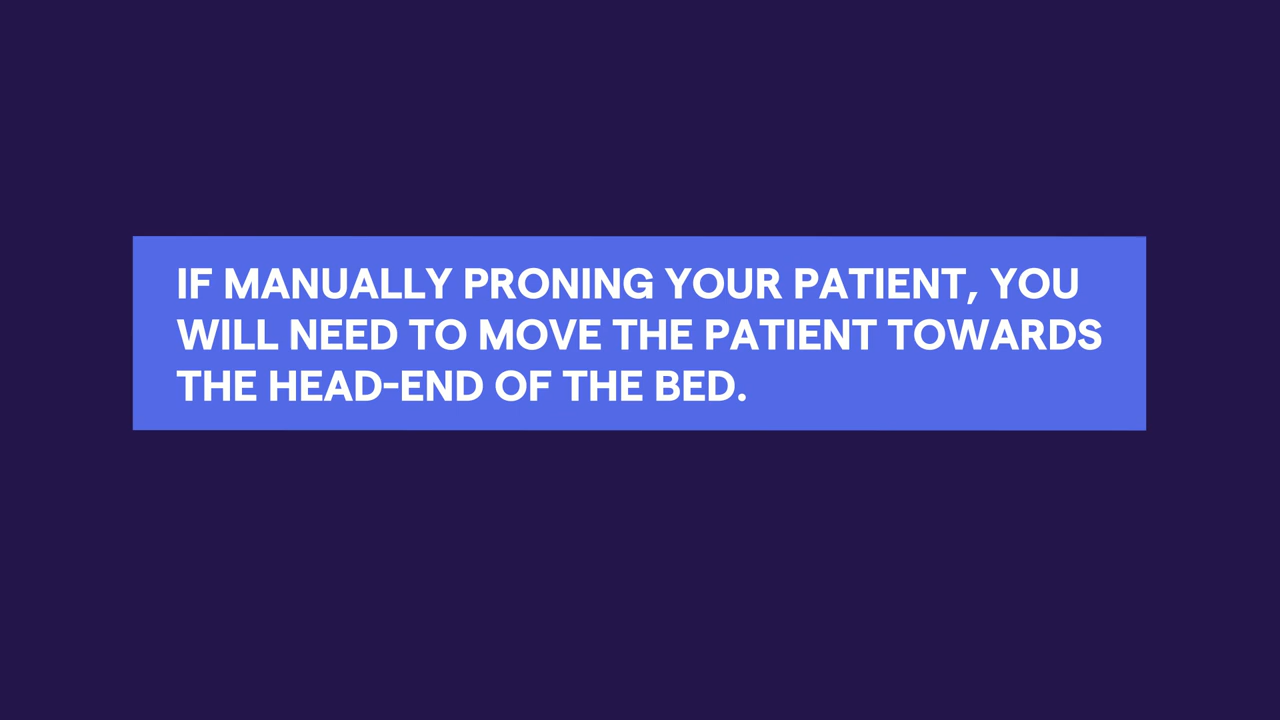 IF MANUALLY PRONING YOUR PATIENT, YOU
WILL NEED TO MOVE THE PATIENT TOWARDS
THE HEAD-END OF THE BED.